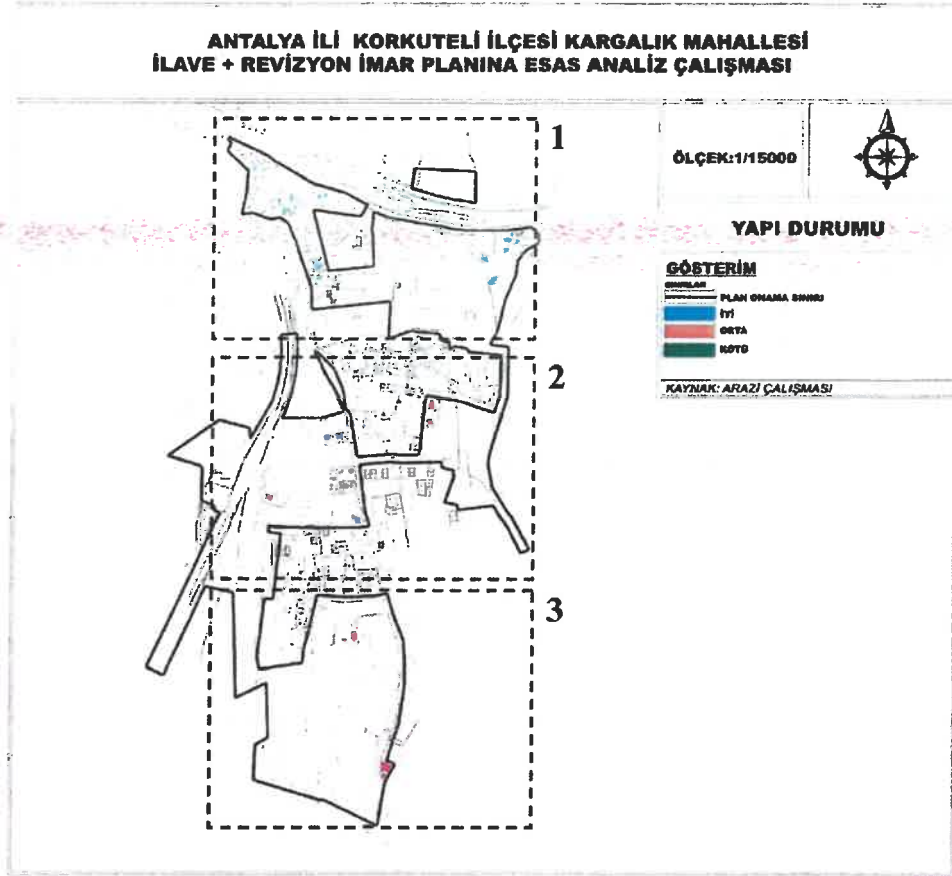 ANTALYA İLİ KORKUTELİ İLÇESİ KARGALIK MAHALLESİ
İLAVE + REVİZYON İMAR PLANINA ESAS ANALİZ ÇALIŞMASI
1
ÖLÇEK:1/15000
YAPI DURUMU
GÖSTERİM
SINIRLAR
PLAN ONAMA SINIRI
İYİ
ORTA
KÖTÜ
KAYNAK: ARAZİ ÇALIŞMASI
2
3